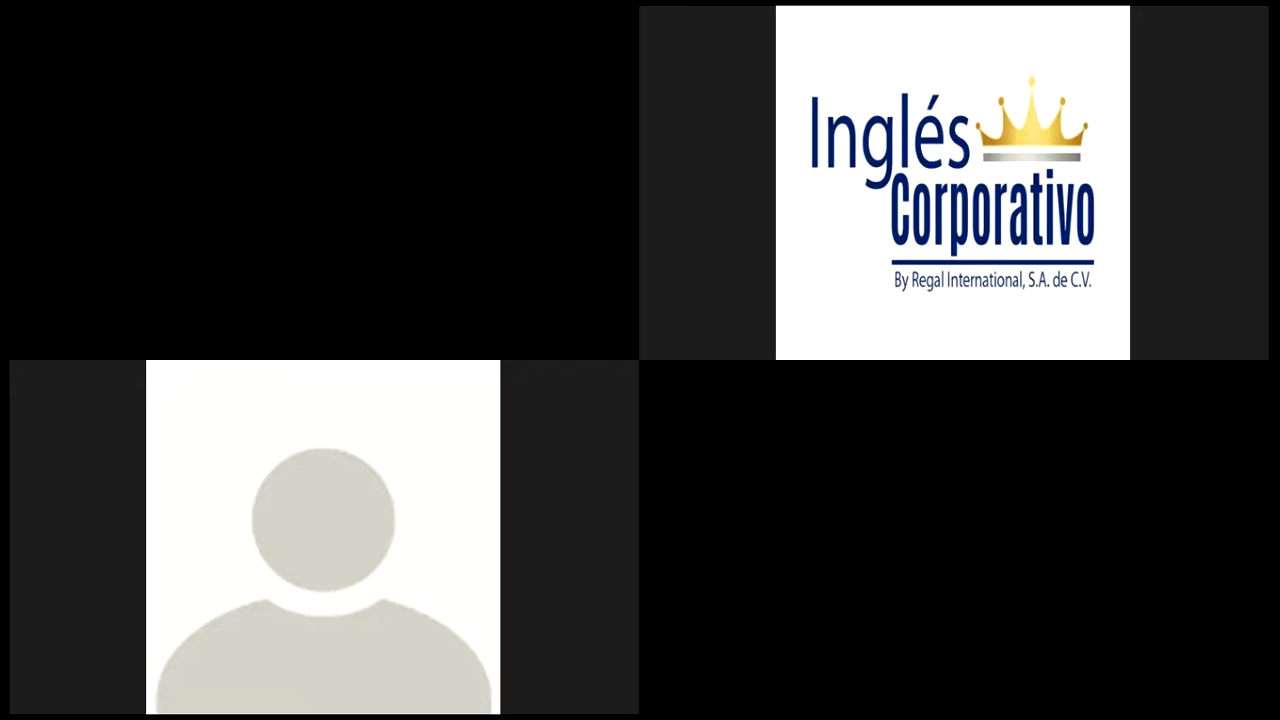 Inglés
Corporativo
By Regal International, S.A. de C.V.